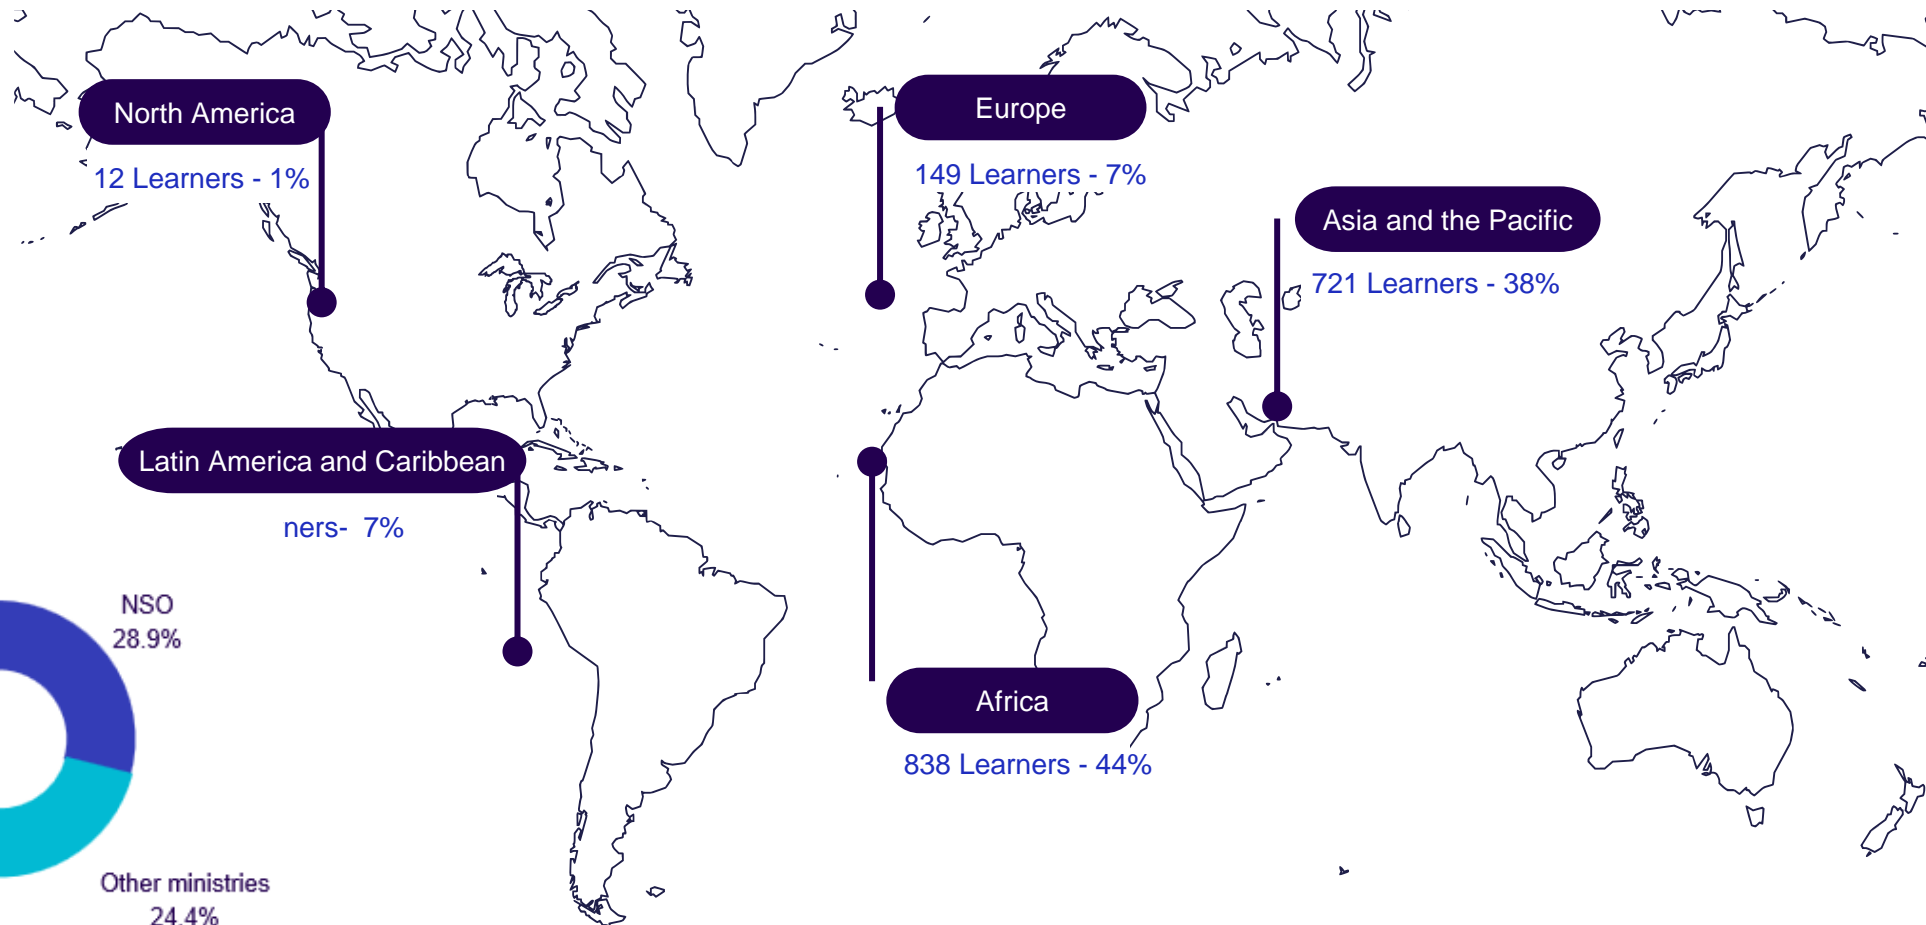 North America
12 Learners - 1%
Europe
149 Learners - 7%
Asia and the Pacific
721 Learners - 38%
Latin America and Caribbean
ners-  7%
Africa
838 Learners - 44%
NSO
28.9%
Other ministries
24.4%